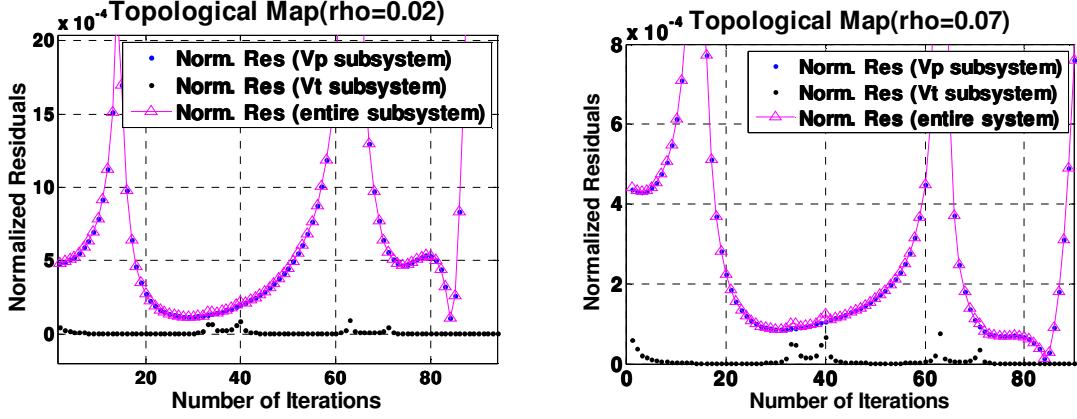 Topological Map(rho=0.02)
x 10-4
20
15
10
5
0
20
40
60
80
Normalized Residuals
Number of Iterations
Norm. Res (Vp subsystem)
Norm. Res (Vt subsystem)
Norm. Res (entire subsystem)
Topological Map(rho=0.07)
x 10-4
8
6
4
2
0
0
20
40
60
80
Normalized Residuals
Number of Iterations
Norm. Res (Vp subsystem)
Norm. Res (Vt subsystem)
Norm. Res (entire system)